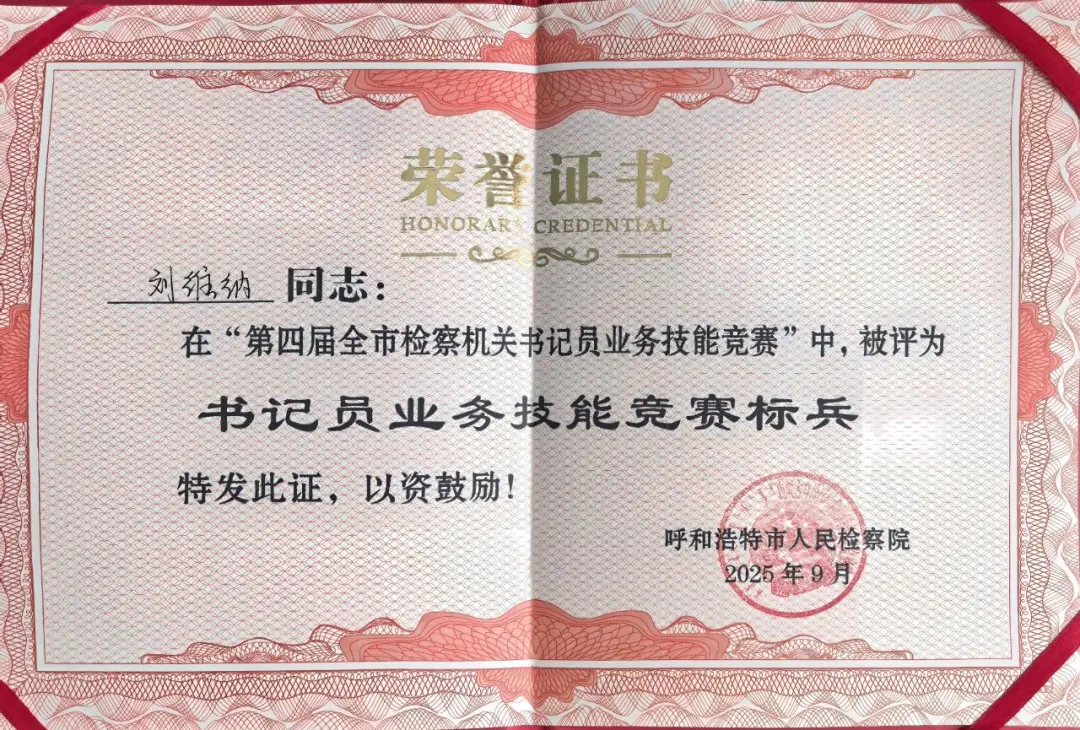 荣誉证书
HONORARY CREDENTIAL
刘维纳 同志：
在“第四届全市检察机关书记员业务技能竞赛”中，被评为
书记员业务技能竞赛标兵
特发此证，以资鼓励！
呼和浩特市人民检察院
2025年9月